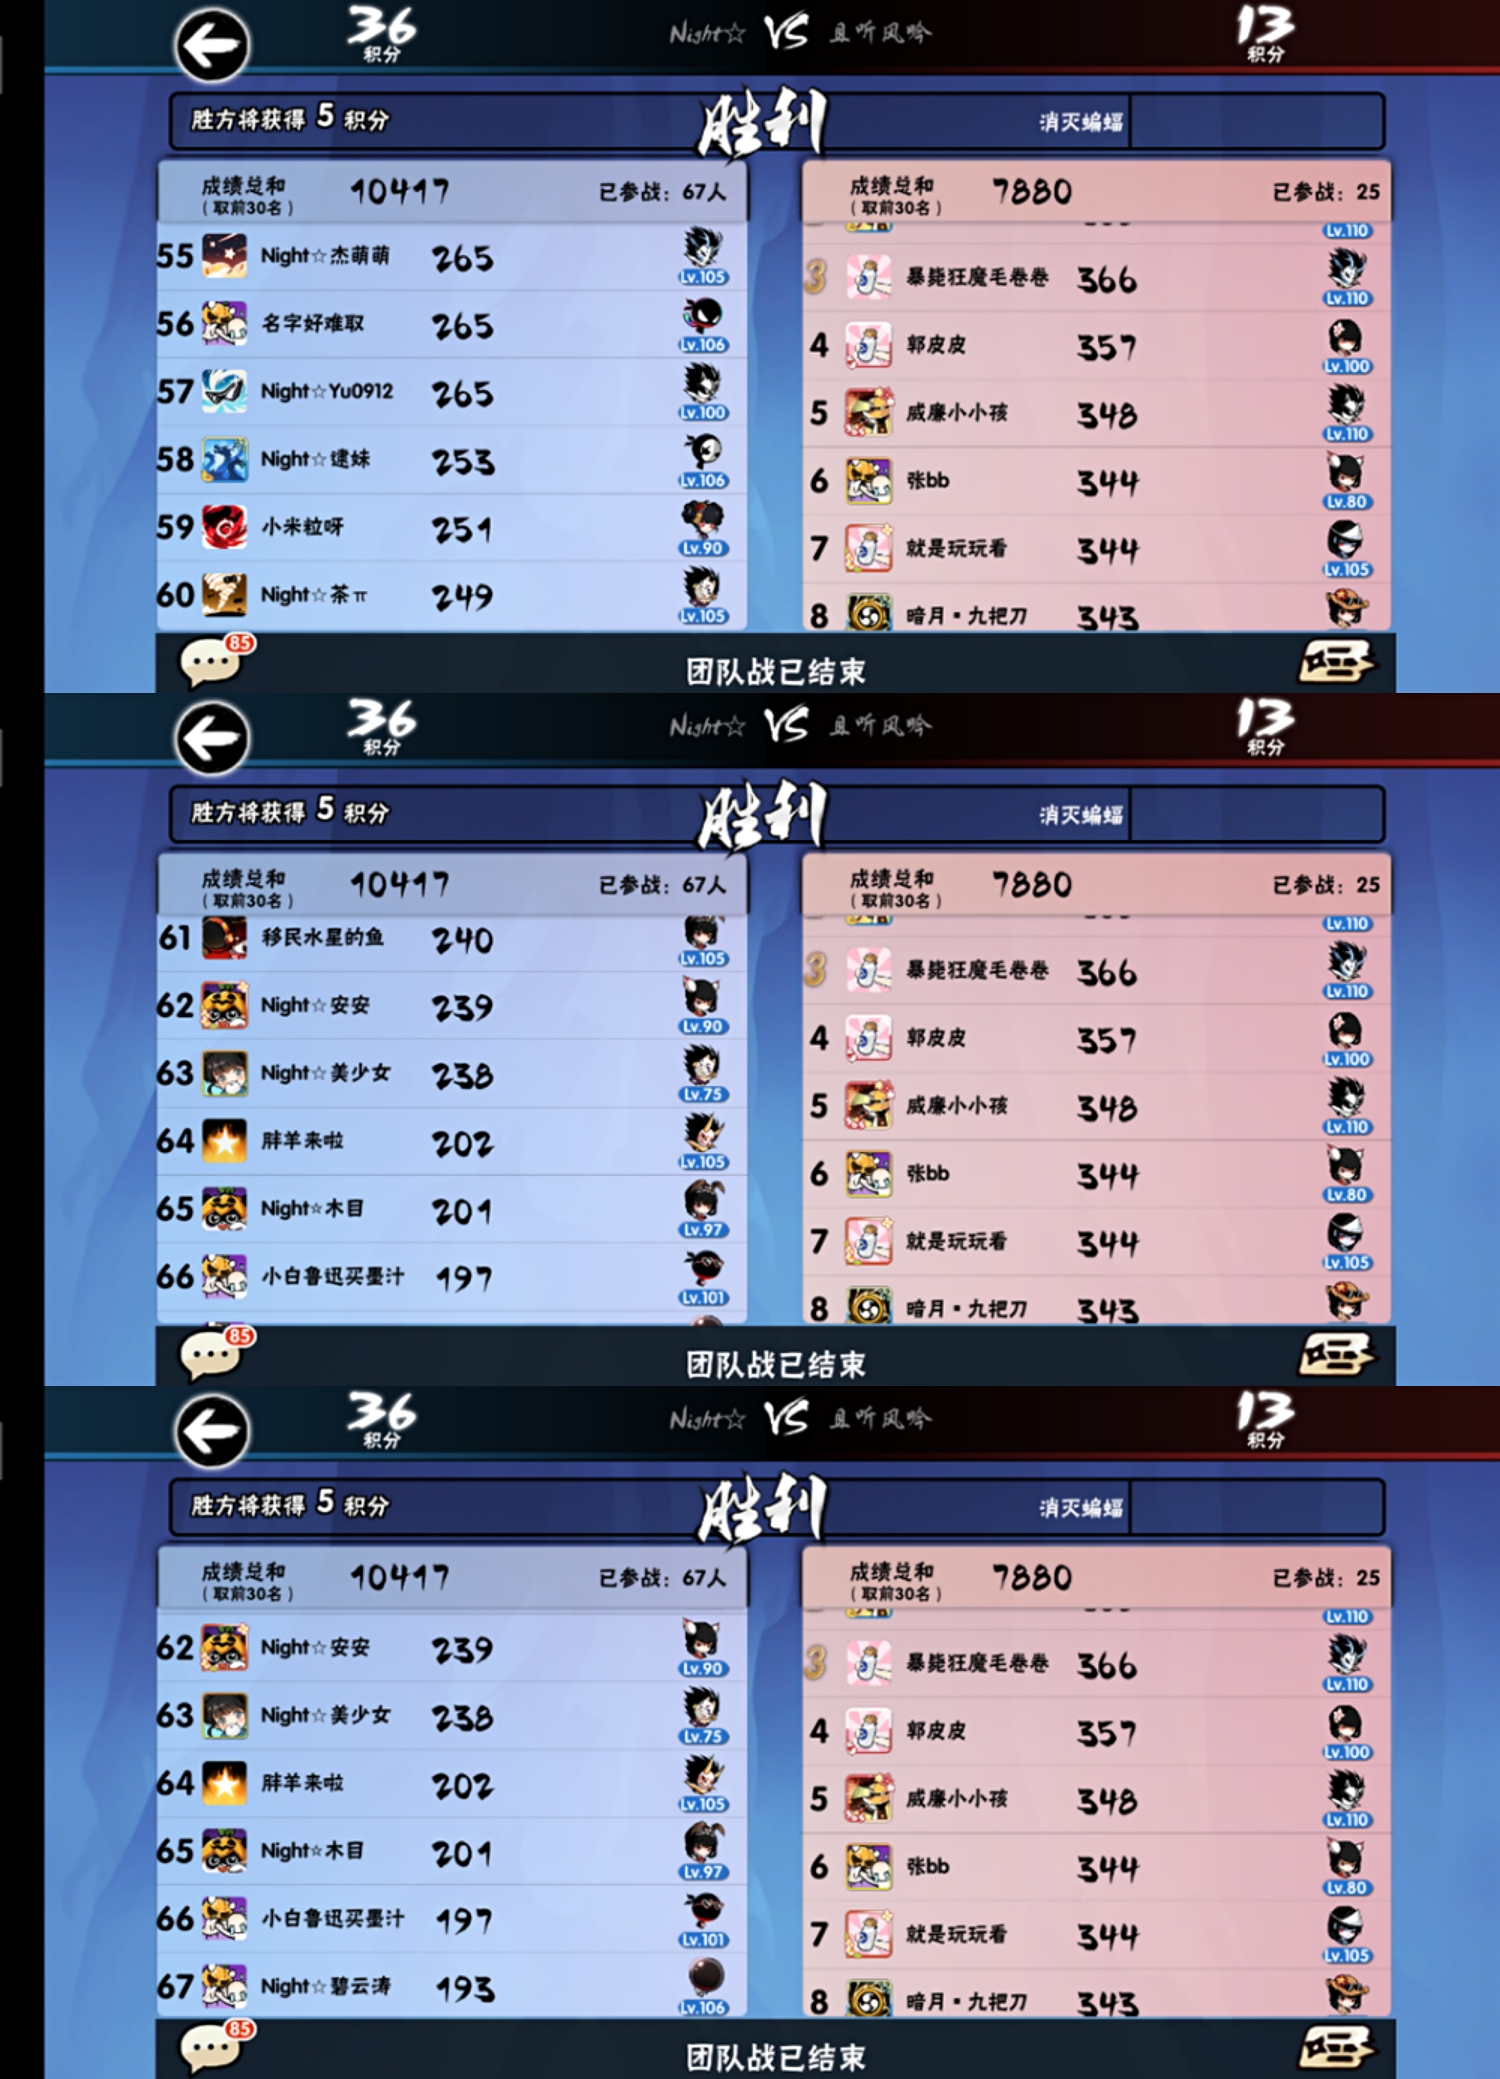 36 Night☆ VS 且听风吟 13
积分 积分
胜方将获得 5 积分 胜利 消灭蝙蝠
成绩总和 10417 已参战：67人 成绩总和 7880 已参战：25
（取前30名） （取前30名）
Lv.110
55 Night☆杰萌萌 265 Lv.105
3 暴毙狂魔毛卷卷 366 Lv.110
56 名字好难取 265 Lv.106
4 郭皮皮 357 Lv.100
57 Night☆Yu0912 265 Lv.100
5 威廉小小孩 348 Lv.110
58 Night☆逮妹 253 Lv.106
6 张bb 344 Lv.80
59 小米粒呀 251 Lv.90
7 就是玩玩看 344 Lv.105
60 Night☆茶π 249 Lv.105
8 暗月·九把刀 343
85 团队战已结束
36 Night☆ VS 且听风吟 13
积分 积分
胜方将获得 5 积分 胜利 消灭蝙蝠
成绩总和 10417 已参战：67人 成绩总和 7880 已参战：25
（取前30名） （取前30名）
Lv.110
61 移民水星的鱼 240 Lv.105
3 暴毙狂魔毛卷卷 366 Lv.110
62 Night☆安安 239 Lv.90
4 郭皮皮 357 Lv.100
63 Night☆美少女 238 Lv.75
5 威廉小小孩 348 Lv.110
64 胖羊来啦 202 Lv.105
6 张bb 344 Lv.80
65 Night☆木目 201 Lv.97
7 就是玩玩看 344 Lv.105
66 小白鲁迅买墨汁 197 Lv.101
8 暗月·九把刀 343
85 团队战已结束
36 Night☆ VS 且听风吟 13
积分 积分
胜方将获得 5 积分 胜利 消灭蝙蝠
成绩总和 10417 已参战：67人 成绩总和 7880 已参战：25
（取前30名） （取前30名）
Lv.110
62 Night☆安安 239 Lv.90
3 暴毙狂魔毛卷卷 366 Lv.110
63 Night☆美少女 238 Lv.75
4 郭皮皮 357 Lv.100
64 胖羊来啦 202 Lv.105
5 威廉小小孩 348 Lv.110
65 Night☆木目 201 Lv.97
6 张bb 344 Lv.80
66 小白鲁迅买墨汁 197 Lv.101
7 就是玩玩看 344 Lv.105
67 Night☆碧云涛 193 Lv.106
8 暗月·九把刀 343
85 团队战已结束